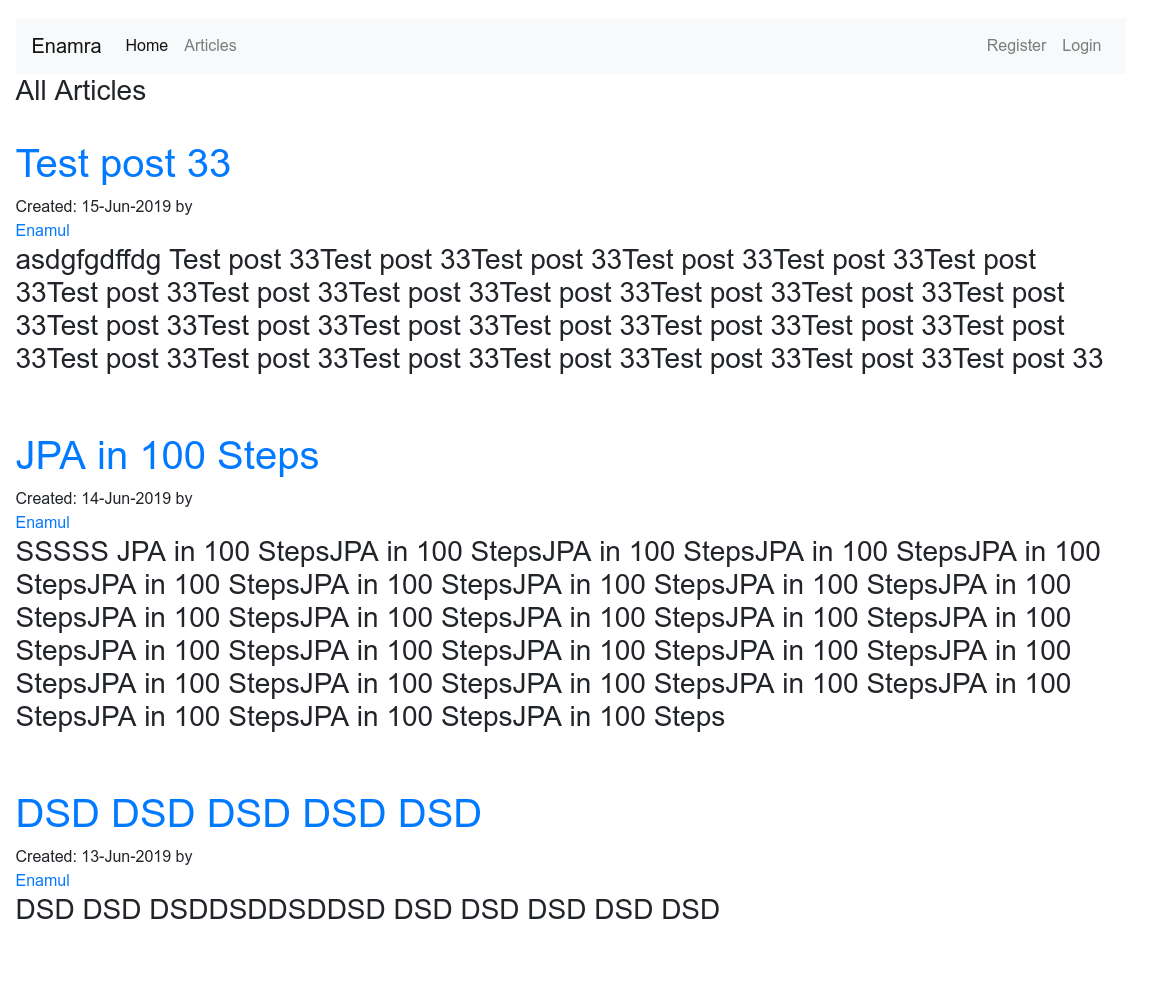 Enamra Home Articles Register Login
All Articles
Test post 33
Created: 15-Jun-2019 by
Enamul
asdgfgdffdg Test post 33Test post 33Test post 33Test post 33Test post 33Test post
33Test post 33Test post 33Test post 33Test post 33Test post 33Test post 33Test post
33Test post 33Test post 33Test post 33Test post 33Test post 33Test post 33Test post
33Test post 33Test post 33Test post 33Test post 33Test post 33Test post 33Test post 33
JPA in 100 Steps
Created: 14-Jun-2019 by
Enamul
SSSSS JPA in 100 StepsJPA in 100 StepsJPA in 100 StepsJPA in 100 StepsJPA in 100
StepsJPA in 100 StepsJPA in 100 StepsJPA in 100 StepsJPA in 100 StepsJPA in 100
StepsJPA in 100 StepsJPA in 100 StepsJPA in 100 StepsJPA in 100 StepsJPA in 100
StepsJPA in 100 StepsJPA in 100 StepsJPA in 100 StepsJPA in 100 StepsJPA in 100
StepsJPA in 100 StepsJPA in 100 StepsJPA in 100 StepsJPA in 100 StepsJPA in 100
StepsJPA in 100 StepsJPA in 100 StepsJPA in 100 Steps
DSD DSD DSD DSD DSD
Created: 13-Jun-2019 by
Enamul
DSD DSD DSDDSDDSDDSD DSD DSD DSD DSD DSD